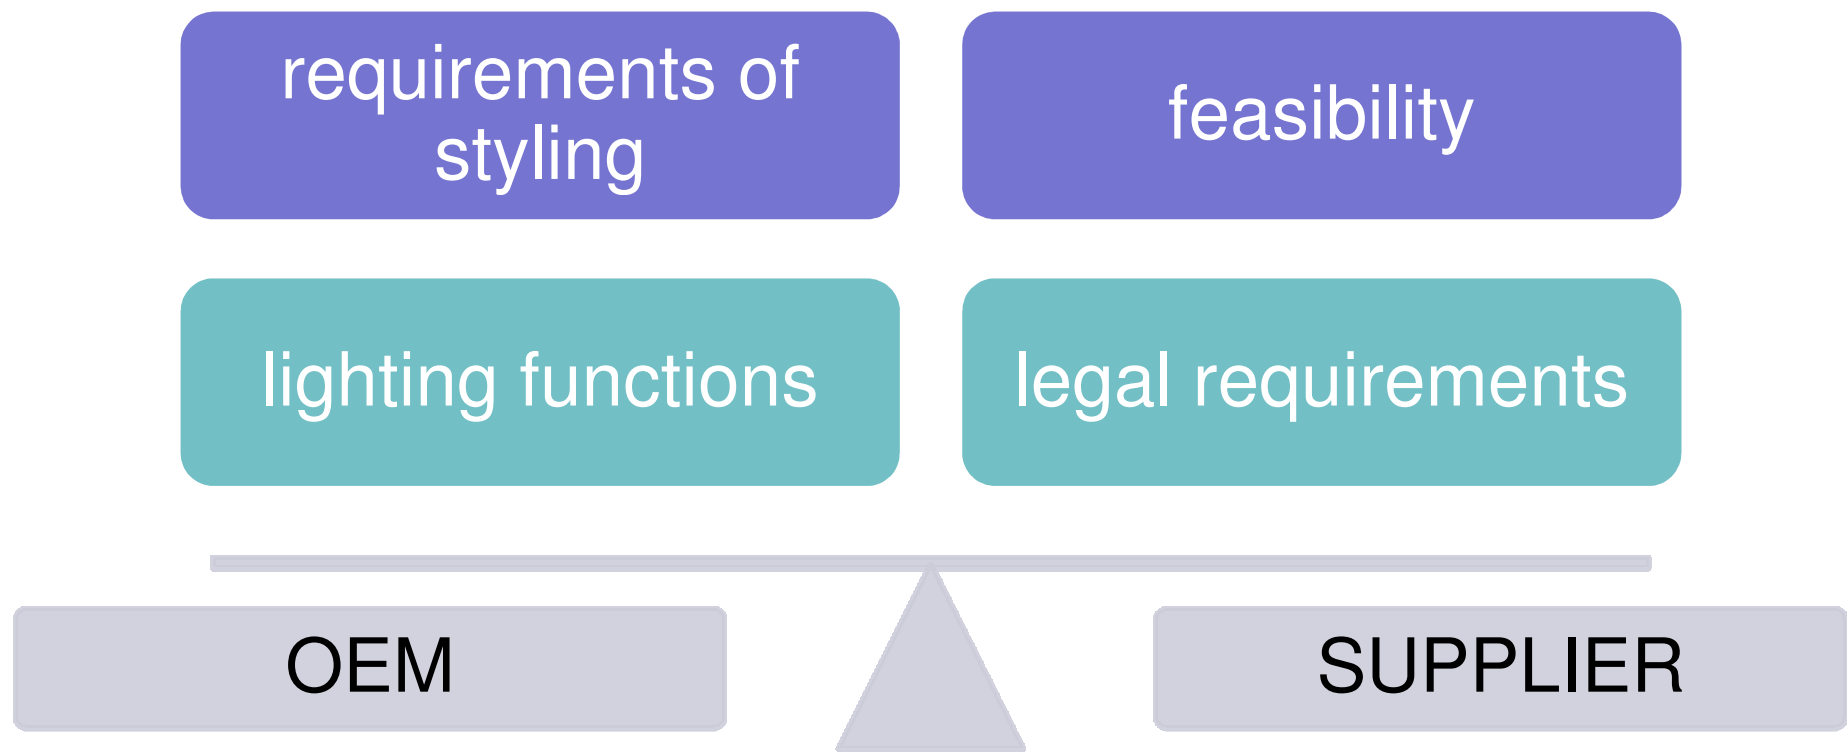 requirements of
styling
feasibility
lighting functions
legal requirements
OEM
SUPPLIER